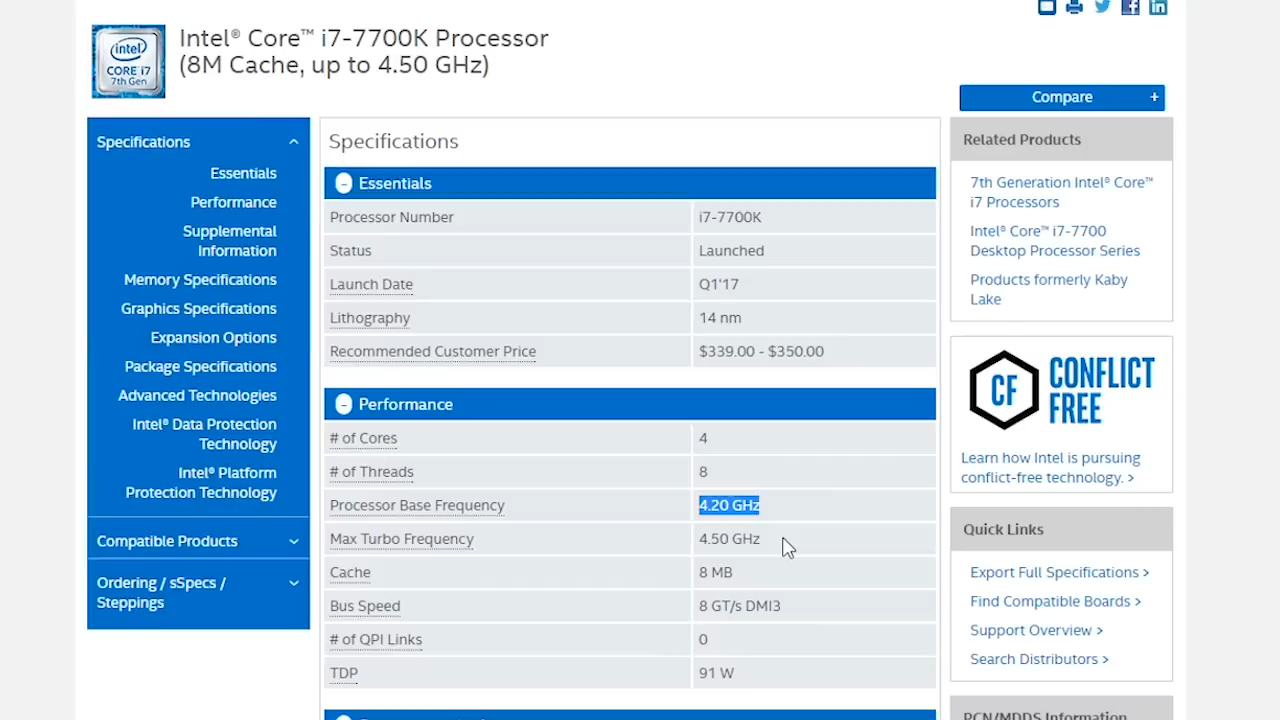 Intel® Core™ i7-7700K Processor
(8M Cache, up to 4.50 GHz)
intel
CORE i7
7th Gen
Compare +
Specifications
Essentials
Performance
Supplemental
Information
Memory Specifications
Graphics Specifications
Expansion Options
Package Specifications
Advanced Technologies
Intel® Data Protection
Technology
Intel® Platform
Protection Technology
Compatible Products
Ordering / sSpecs /
Steppings
Specifications
Essentials
Processor Number i7-7700K
Status Launched
Launch Date Q1'17
Lithography 14 nm
Recommended Customer Price $339.00 - $350.00
Performance
# of Cores 4
# of Threads 8
Processor Base Frequency 4.20 GHz
Max Turbo Frequency 4.50 GHz
Cache 8 MB
Bus Speed 8 GT/s DMI3
# of QPI Links 0
TDP 91 W
Related Products
7th Generation Intel® Core™
i7 Processors
Intel® Core™ i7-7700
Desktop Processor Series
Products formerly Kaby
Lake
CF CONFLICT
FREE
Learn how Intel is pursuing
conflict-free technology. >
Quick Links
Export Full Specifications >
Find Compatible Boards >
Support Overview >
Search Distributors >
PCN/MDDS Information